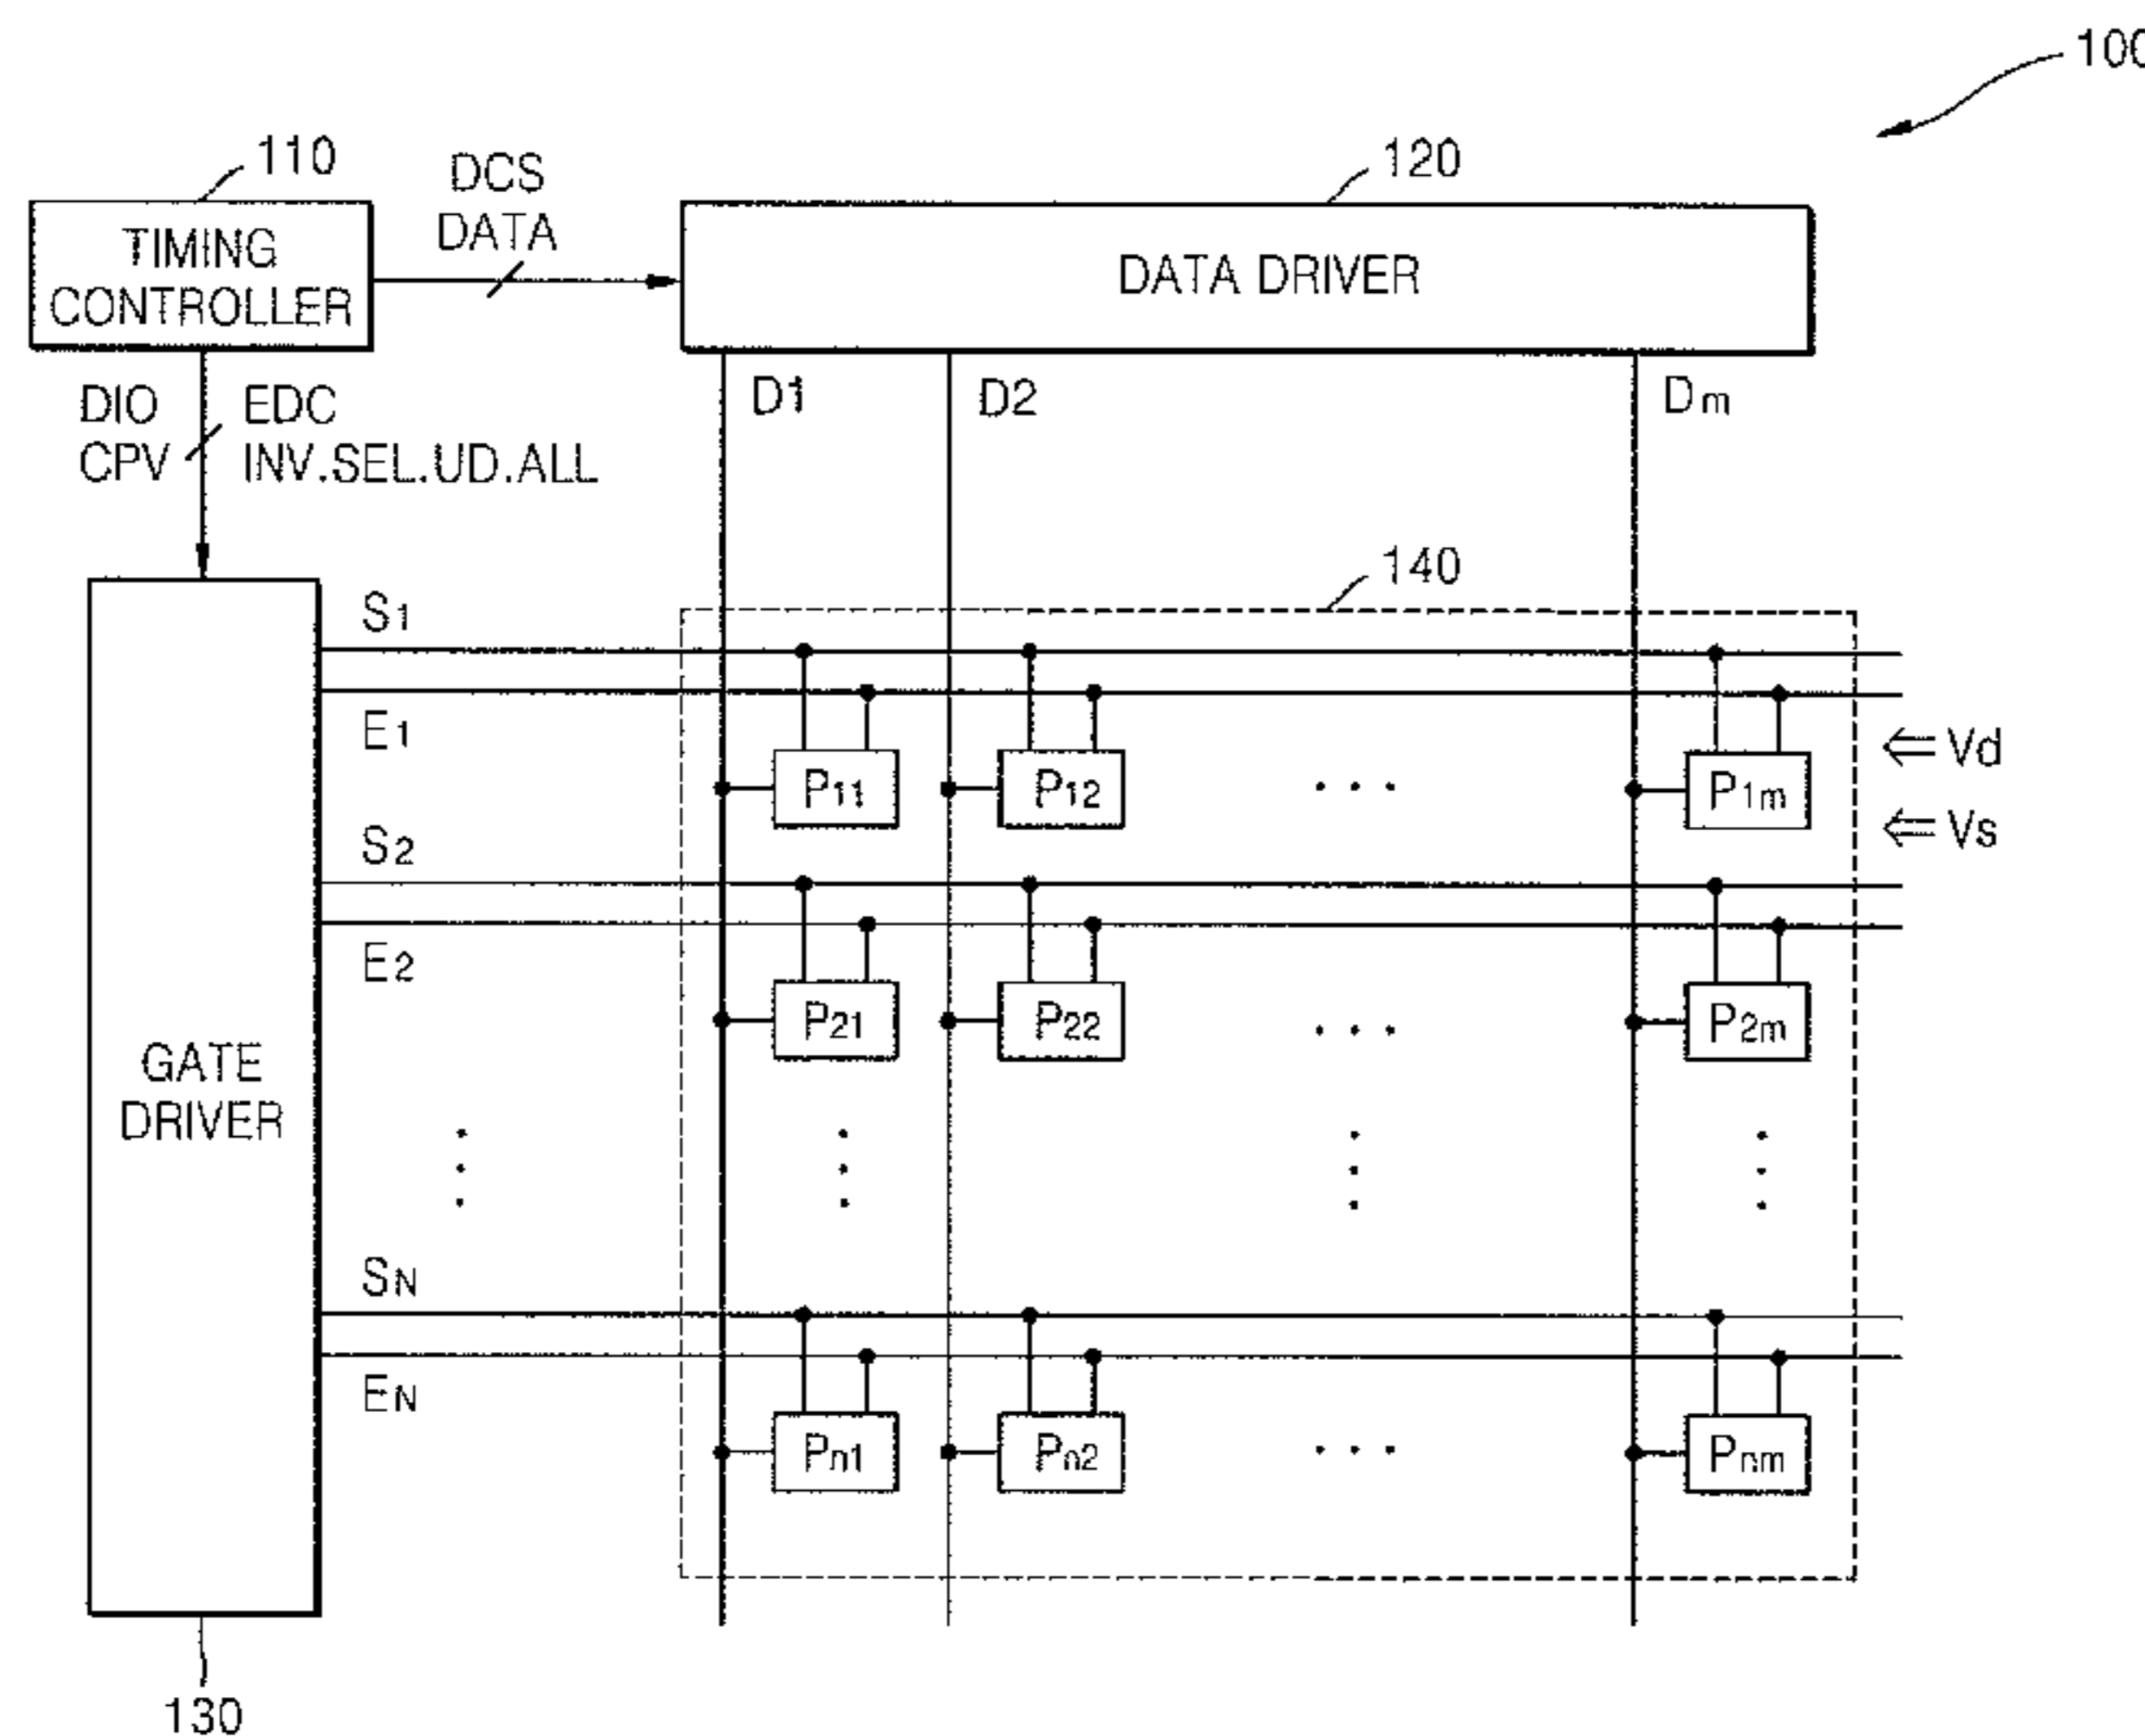 100
110
DCS
DATA
120
TIMING
CONTROLLER
DATA DRIVER
DIO
CPV
EDC
INV.SEL.UD.ALL
D1
D2
Dm
140
S1
E1
P11
P12
. . .
P1m
Vd
Vs
S2
E2
P21
P22
. . .
P2m
GATE
DRIVER
SN
EN
Pn1
Pn2
. . .
Pnm
130